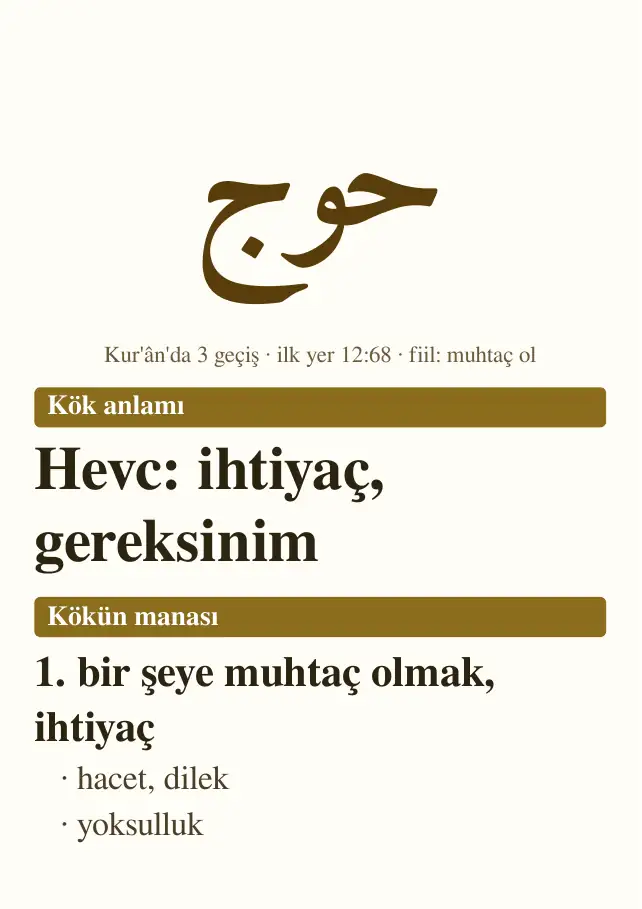 حوج
Kur'ân'da 3 geçiş · ilk yer 12:68 · fiil: muhtaç ol
Kök anlamı
Hevc: ihtiyaç,
gereksinim
Kökün manası
1. bir şeye muhtaç olmak,
ihtiyaç
· hacet, dilek
· yoksulluk